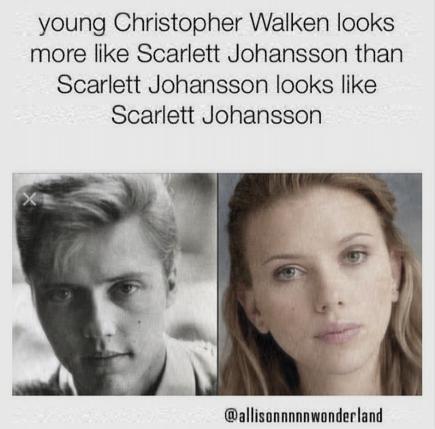 young Christopher Walken looks
more like Scarlett Johansson than
Scarlett Johansson looks like
Scarlett Johansson
@allisonnnnnwonderland